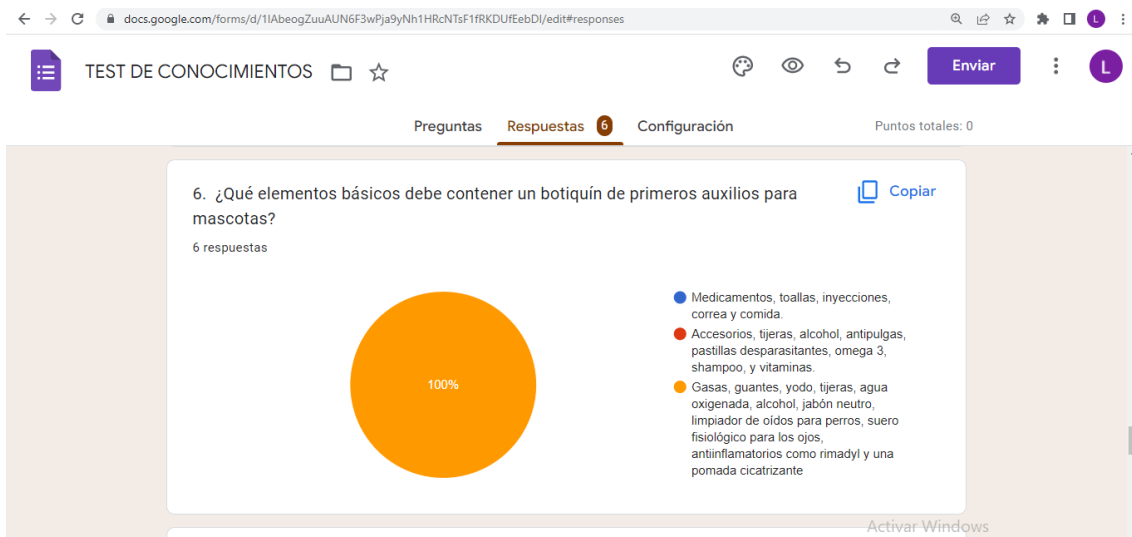 docs.google.com/forms/d/1IAbeogZuuAUN6F3wPja9yNh1HRcNTsF1fRKDUfEebDI/edit#responses
L
TEST DE CONOCIMIENTOS
Enviar
L
Preguntas
Respuestas 6
Configuración
Puntos totales: 0
6. ¿Qué elementos básicos debe contener un botiquín de primeros auxilios para
mascotas?
Copiar
6 respuestas
100%
Medicamentos, toallas, inyecciones,
correa y comida.
Accesorios, tijeras, alcohol, antipulgas,
pastillas desparasitantes, omega 3,
shampoo, y vitaminas.
Gasas, guantes, yodo, tijeras, agua
oxigenada, alcohol, jabón neutro,
limpiador de oídos para perros, suero
fisiológico para los ojos,
antiinflamatorios como rimadyl y una
pomada cicatrizante
Activar Windows